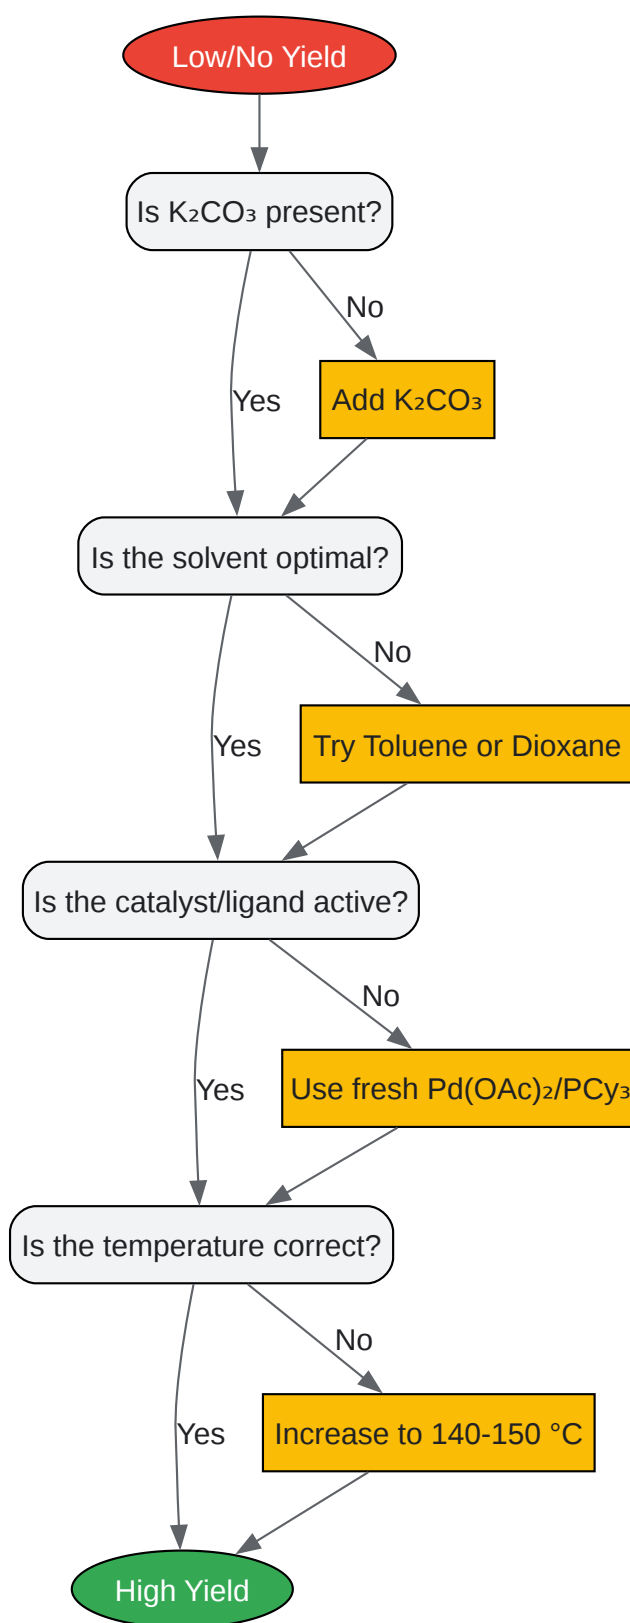 Low/No Yield
Is K₂CO₃ present?
No
Yes
Add K₂CO₃
Is the solvent optimal?
No
Yes
Try Toluene or Dioxane
Is the catalyst/ligand active?
No
Yes
Use fresh Pd(OAc)₂/PCy₃
Is the temperature correct?
No
Yes
Increase to 140-150 °C
High Yield